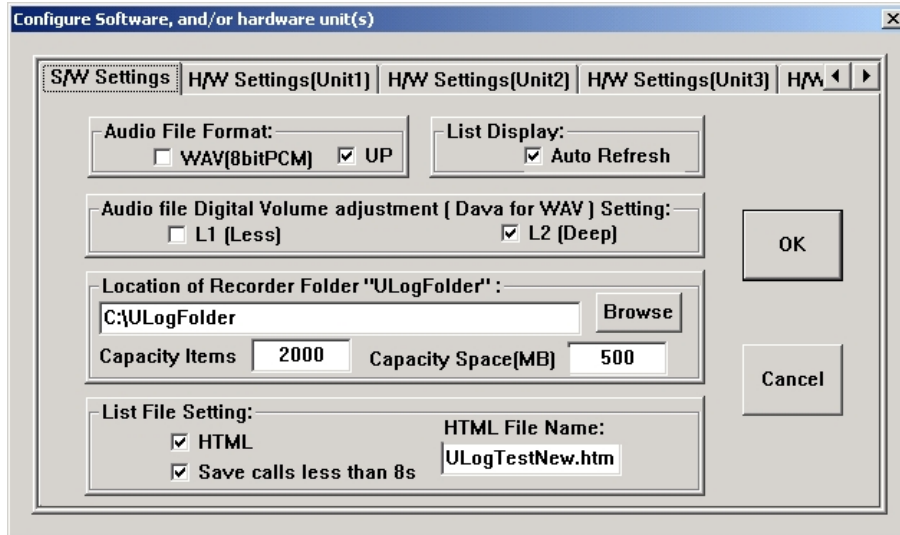 Configure Software, and/or hardware unit(s)
S/W Settings H/W Settings(Unit1) H/W Settings(Unit2) H/W Settings(Unit3) H/W
Audio File Format:
WAV(8bitPCM) UP
List Display:
Auto Refresh
Audio file Digital Volume adjustment ( Dava for WAV ) Setting:
L1 (Less) L2 (Deep)
Location of Recorder Folder "ULogFolder" :
C:\ULogFolder Browse
Capacity Items 2000 Capacity Space(MB) 500
List File Setting:
HTML
Save calls less than 8s
HTML File Name:
ULogTestNew.htm
OK
Cancel